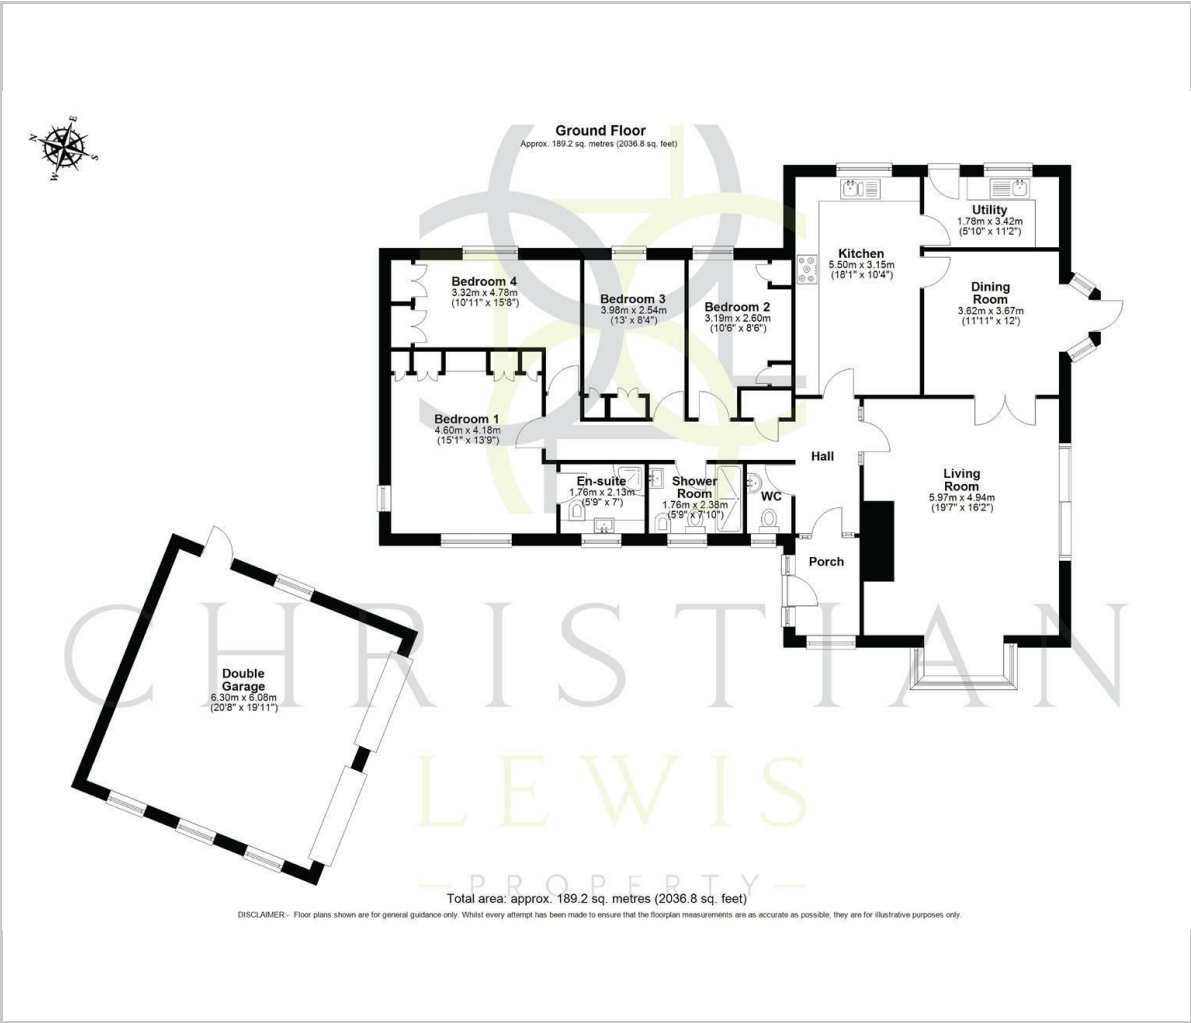 Ground Floor
Approx. 189.2 sq. metres (2036.8 sq. feet)
N
E
S
W
Utility
1.78m x 3.42m
(5'10" x 11'2")
Kitchen
5.50m x 3.15m
(18'1" x 10'4")
Bedroom 4
3.32m x 4.78m
(10'11" x 15'8")
Bedroom 3
3.98m x 2.54m
(13' x 8'4")
Bedroom 2
3.19m x 2.60m
(10'6" x 8'6")
Dining
Room
3.62m x 3.67m
(11'11" x 12')
Bedroom 1
4.60m x 4.18m
(15'1" x 13'9")
Hall
Living
Room
5.97m x 4.94m
(19'7" x 16'2")
En-suite
1.76m x 2.13m
(5'9" x 7')
Shower
Room
1.76m x 2.38m
(5'9" x 7'10")
WC
Porch
Double
Garage
6.30m x 6.08m
(20'8" x 19'11")
CHRISTIAN
LEWIS
PROPERTY
Total area: approx. 189.2 sq. metres (2036.8 sq. feet)
DISCLAIMER - Floor plans shown are for general guidance only. Whilst every attempt has been made to ensure that the floorplan measurements are as accurate as possible, they are for illustrative purposes only.